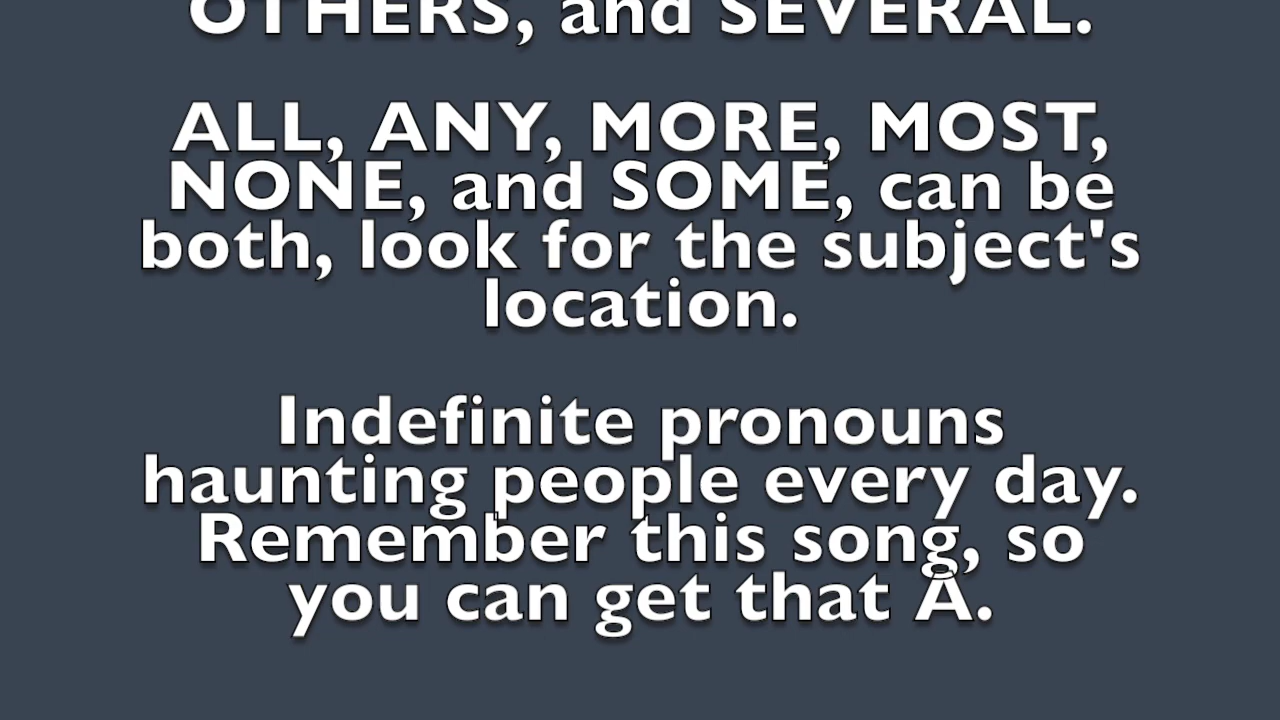 OTHERS, and SEVERAL.
ALL, ANY, MORE, MOST,
NONE, and SOME, can be
both, look for the subject's
location.
Indefinite pronouns
haunting people every day.
Remember this song, so
you can get that A.